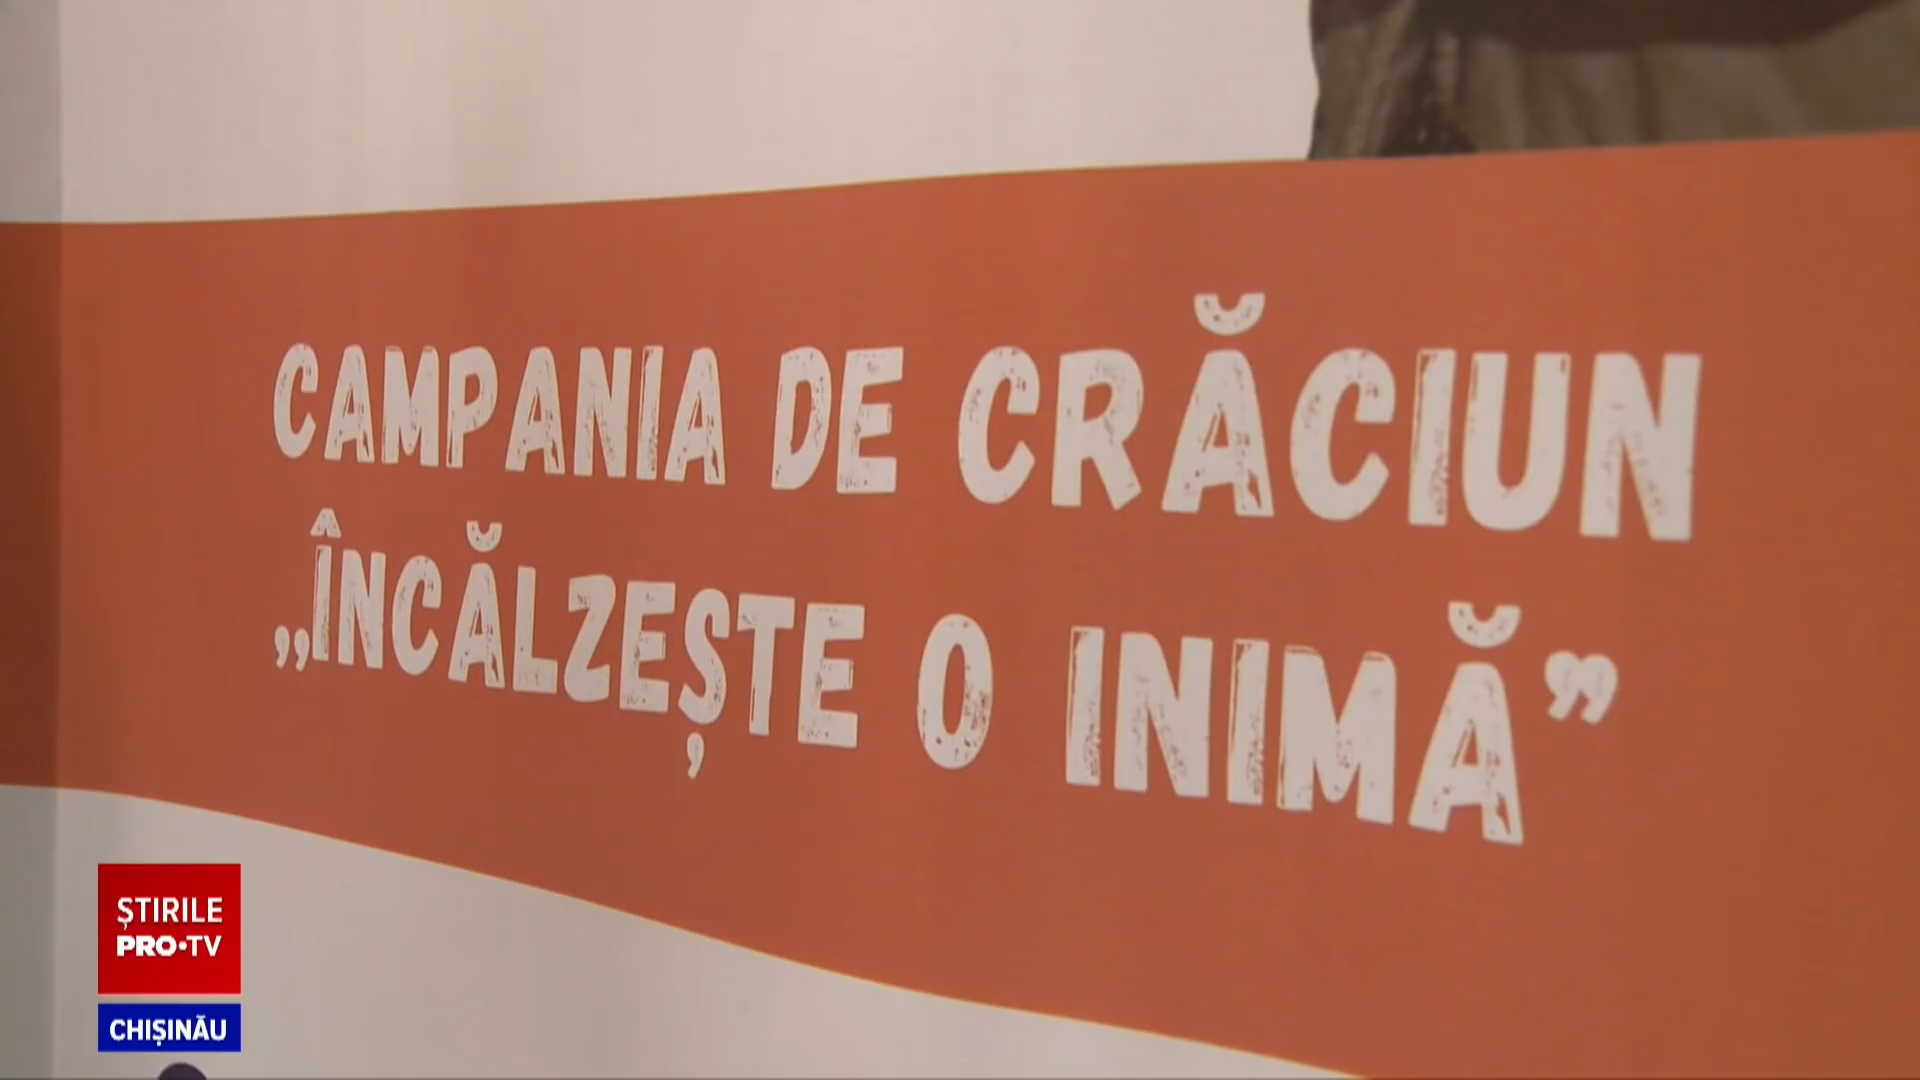 CAMPANIA DE CRĂCIUN
„ÎNCĂLZEȘTE O INIMĂ”
ȘTIRILE
PRO•TV
CHIȘINĂU